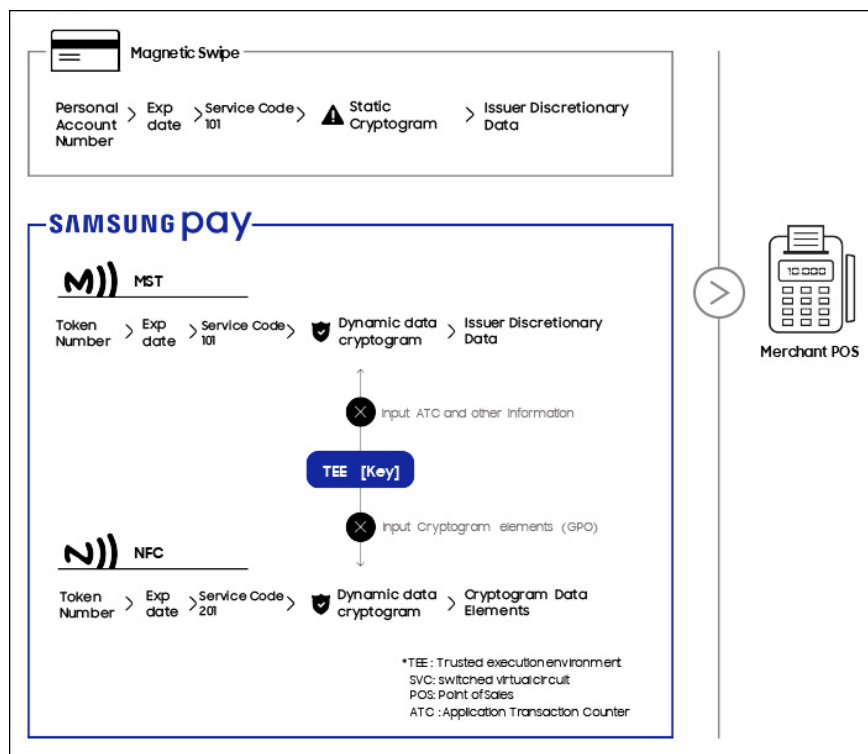 Magnetic Swipe
Personal
Account
Number
Exp
date
Service Code
101
Static
Cryptogram
Issuer Discretionary
Data
SAMSUNG pay
MST
Token
Number
Exp
date
Service Code
101
Dynamic data
cryptogram
Issuer Discretionary
Data
Input ATC and other Information
TEE [Key]
Input Cryptogram elements (GPO)
NFC
Token
Number
Exp
date
Service Code
201
Dynamic data
cryptogram
Cryptogram Data
Elements
*TEE : Trusted execution environment
SVC: switched virtual circuit
POS: Point of Sales
ATC : Application Transaction Counter
10.000
Merchant POS